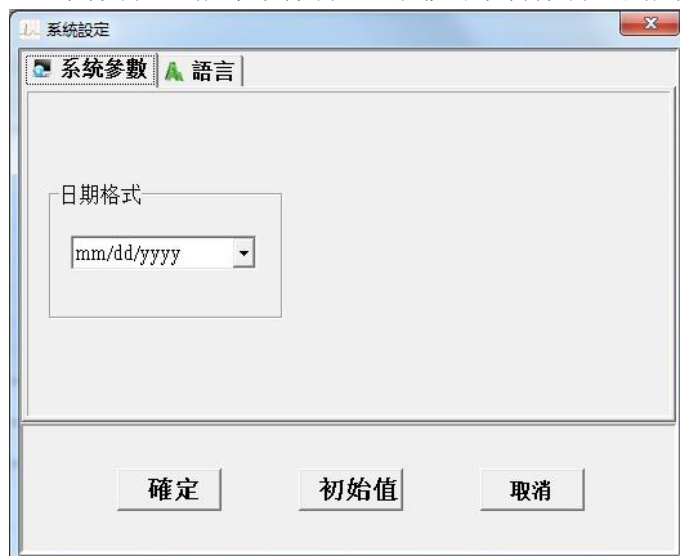 系統設定
系統參數
語言
日期格式
mm/dd/yyyy
確定
初始值
取消